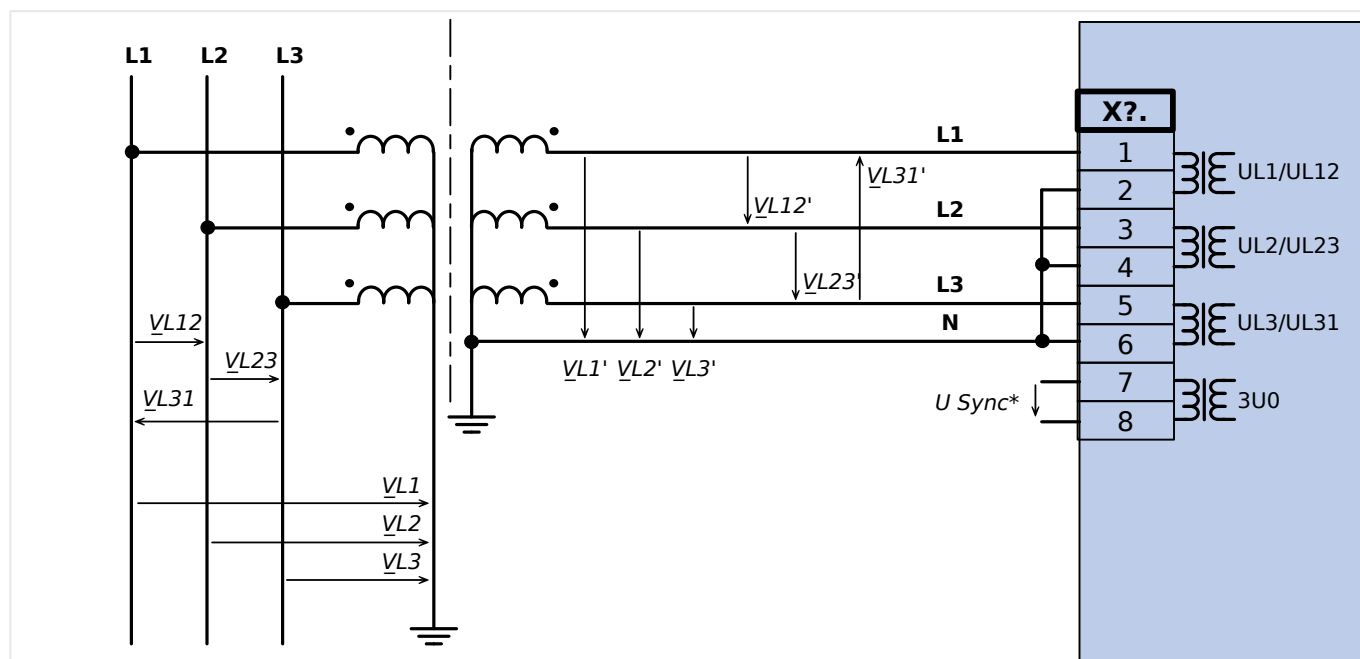 L1 L2 L3
X?.
L1
1
VL31'
UL1/UL12
2
VL12'
L2
3
UL2/UL23
4
VL23'
L3
5
N
UL3/UL31
VL12
6
VL23
VL1' VL2' VL3'
7
VL31
U Sync*
3U0
8
VL1
VL2
VL3